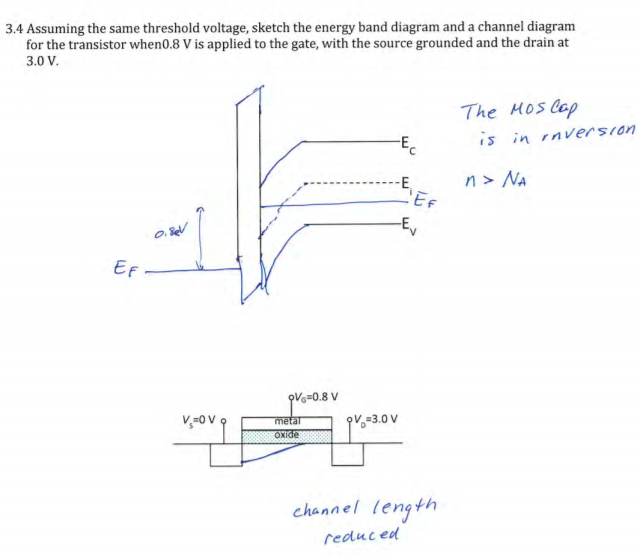 3.4 Assuming the same threshold voltage, sketch the energy band diagram and a channel diagram
for the transistor when0.8 V is applied to the gate, with the source grounded and the drain at
3.0 V.
The MOS Cap
is in inversion
E_c
n > N_A
E_i
E_F
0.8eV
E_v
E_F
V_G=0.8 V
V_S=0 V
metal
V_D=3.0 V
oxide
channel length
reduced